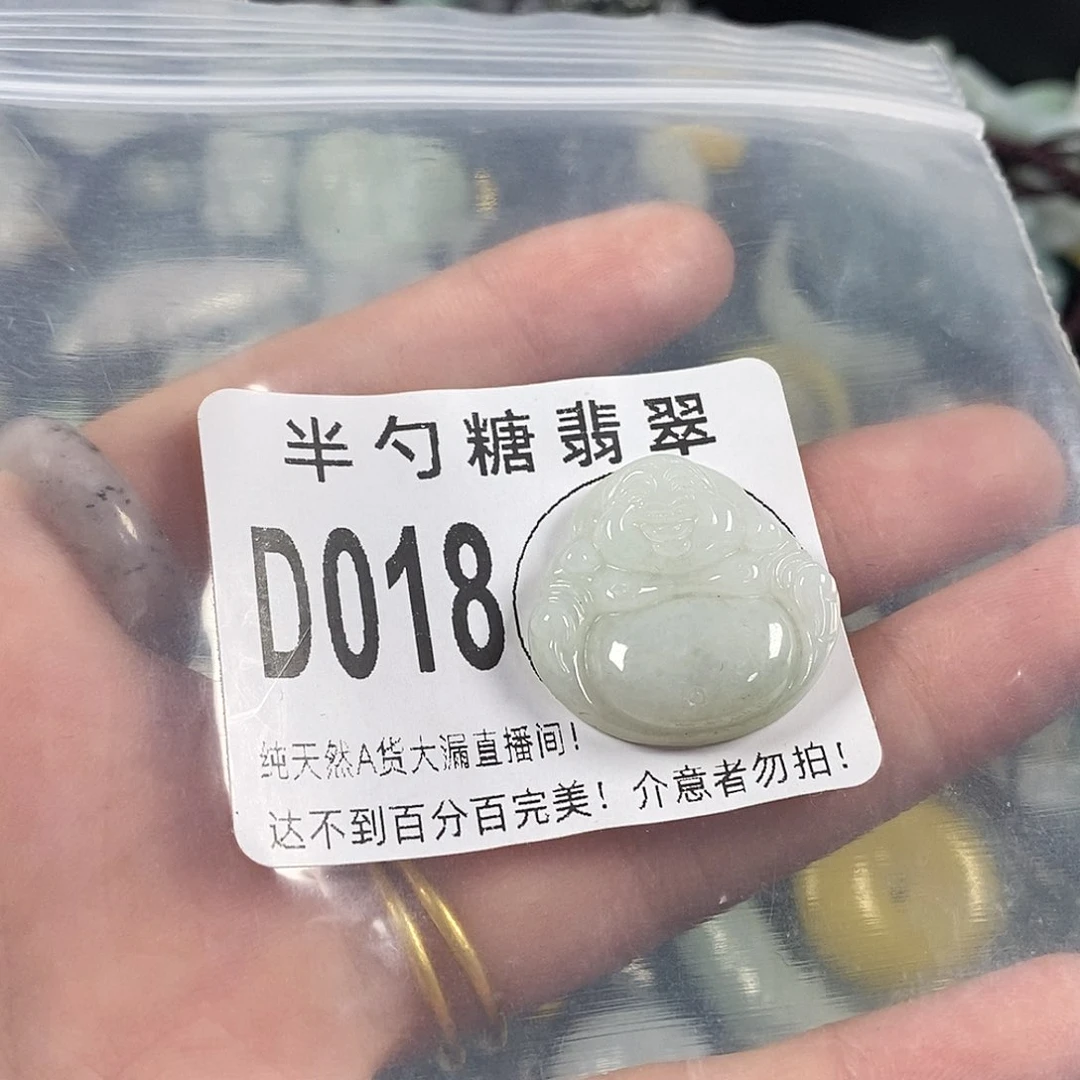 半勺糖翡翠
D018
纯天然A货大漏直播间！
达不到百分百完美！介意者勿拍！